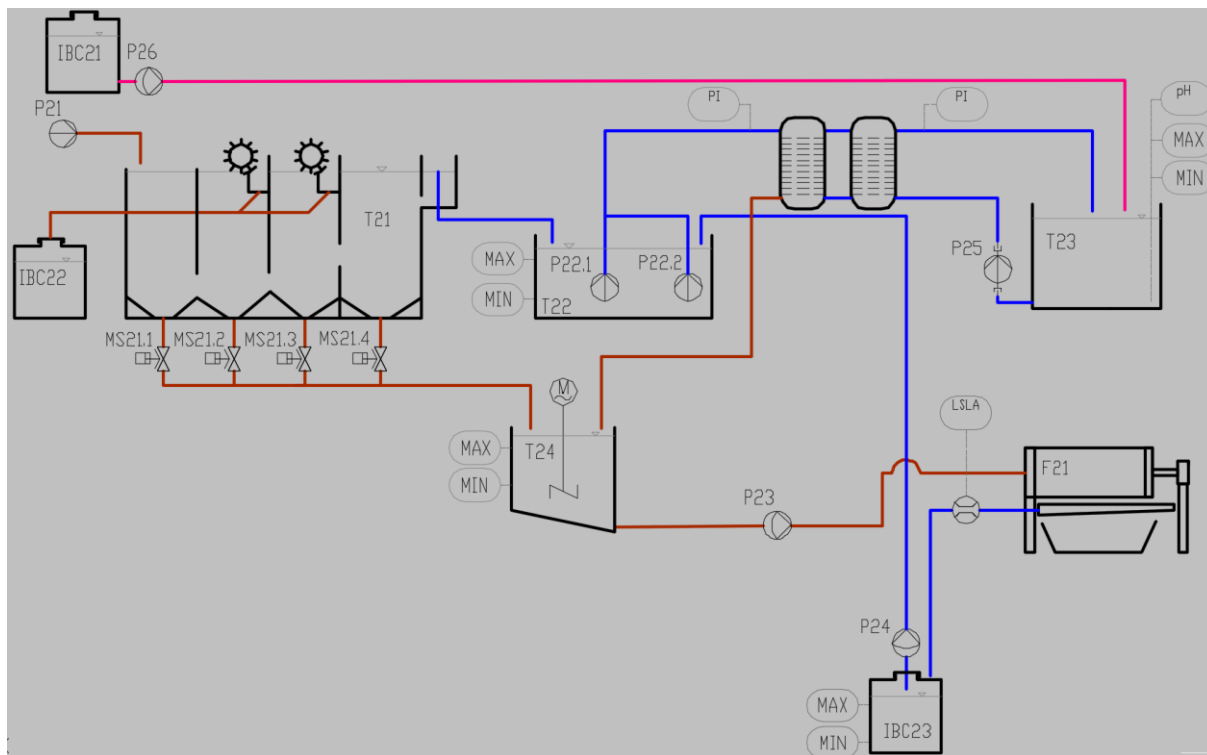 IBC21
P26
P21
PI
PI
pH
MAX
MIN
T21
IBC22
MAX
MIN
P22.1
P22.2
T22
P25
T23
MS21.1
MS21.2
MS21.3
MS21.4
M
MAX
MIN
T24
P23
LSLA
F21
P24
MAX
MIN
IBC23